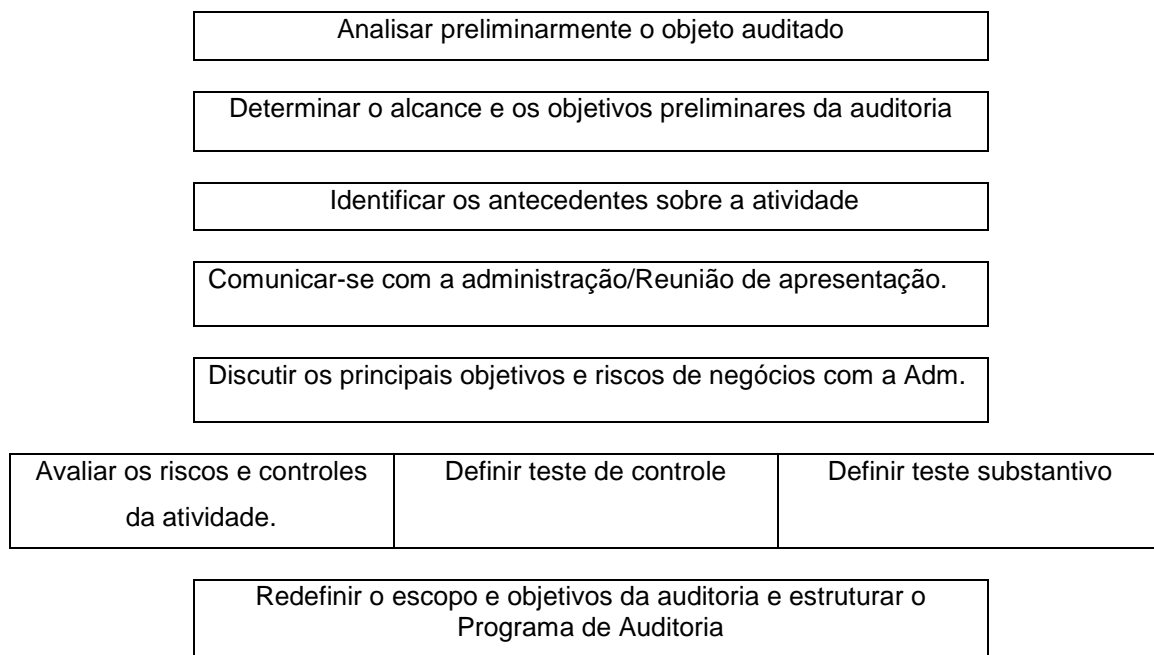 Analisar preliminarmente o objeto auditado
Determinar o alcance e os objetivos preliminares da auditoria
Identificar os antecedentes sobre a atividade
Comunicar-se com a administração/Reunião de apresentação.
Discutir os principais objetivos e riscos de negócios com a Adm.
Avaliar os riscos e controles
da atividade.
Definir teste de controle
Definir teste substantivo
Redefinir o escopo e objetivos da auditoria e estruturar o
Programa de Auditoria